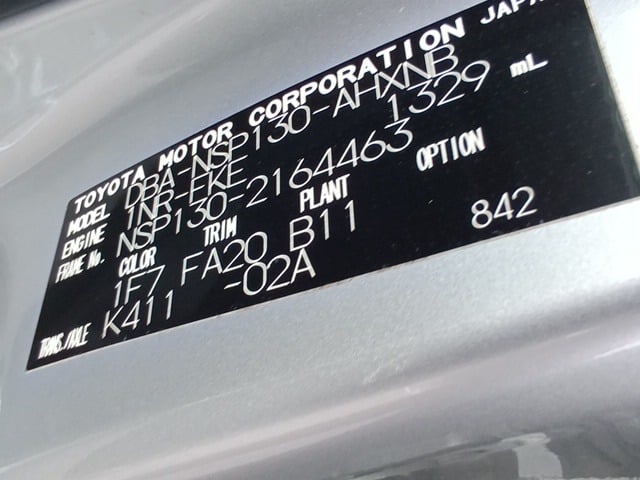 TOYOTA MOTOR CORPORATION JAPAN
MODEL DBA-NSP130-AHXNB
ENGINE 1NR-FKE 1329 mL
FRAME No. NSP130-2164463
COLOR TRIM PLANT OPTION
1F7 FA20 B11 842
TRANS./AXLE K411 -02A